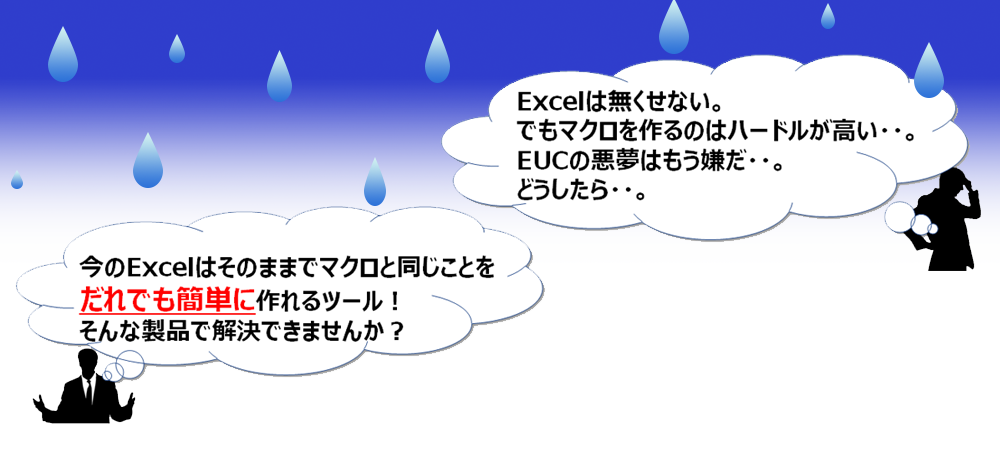 Excelは無くせない。
でもマクロを作るのはハードルが高い・・。
EUCの悪夢はもう嫌だ・・。
どうしたら・・。
今のExcelはそのままでマクロと同じことを
だれでも簡単に作れるツール！
そんな製品で解決できませんか？